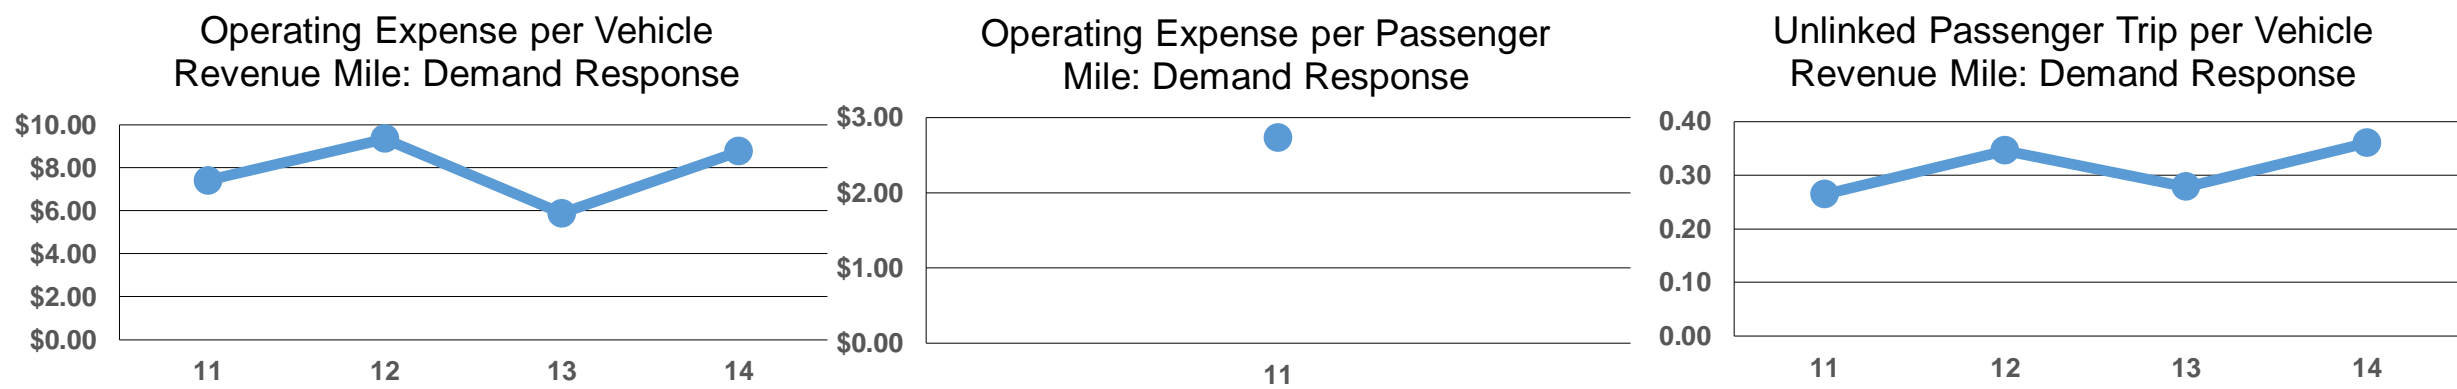 Operating Expense per Vehicle
Revenue Mile: Demand Response
$10.00
$8.00
$6.00
$4.00
$2.00
$0.00
11 12 13 14
Operating Expense per Passenger
Mile: Demand Response
$3.00
$2.00
$1.00
$0.00
11
Unlinked Passenger Trip per Vehicle
Revenue Mile: Demand Response
0.40
0.30
0.20
0.10
0.00
11 12 13 14